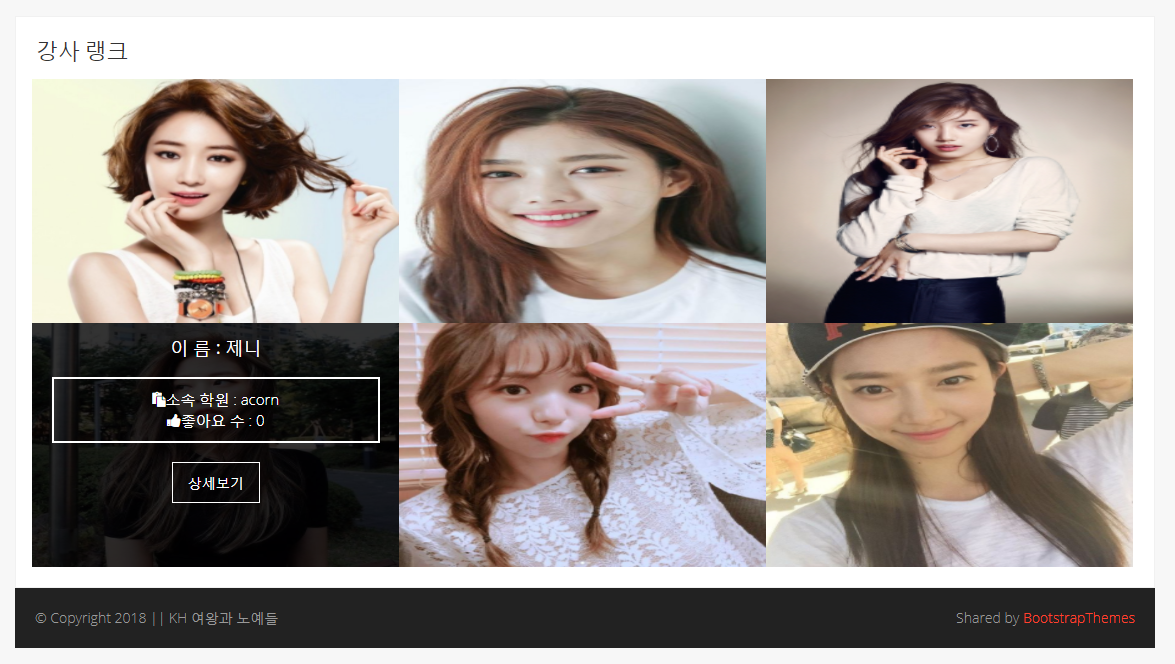 강사 랭크
이 름 : 제니
소속 학원 : acorn
좋아요 수 : 0
상세보기
© Copyright 2018 || KH 여왕과 노예들
Shared by BootstrapThemes